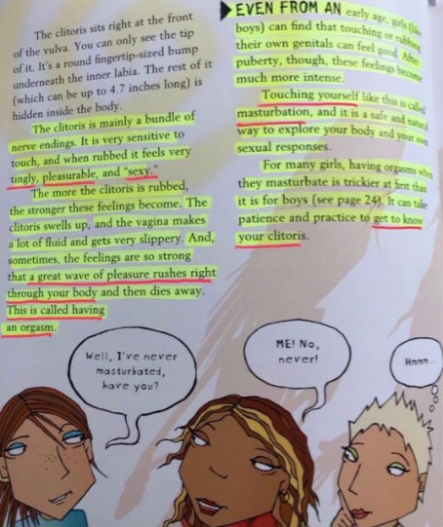 The clitoris sits right at the front
of the vulva. You can only see the tip
of it. It's a round fingertip-sized bump
underneath the inner labia. The rest of it
(which can be up to 4.7 inches long) is
hidden inside the body.
The clitoris is mainly a bundle of
nerve endings. It is very sensitive to
touch, and when rubbed it feels very
tingly, pleasurable, and "sexy."
The more the clitoris is rubbed,
the stronger these feelings become. The
clitoris swells up, and the vagina makes
a lot of fluid and gets very slippery. And,
sometimes, the feelings are so strong
that a great wave of pleasure rushes right
through your body and then dies away.
This is called having
an orgasm.
EVEN FROM AN early age, girls (like
boys) can find that touching or rubbing
their own genitals can feel good. After
puberty, though, these feelings become
much more intense.
Touching yourself like this is called
masturbation, and it is a safe and natural
way to explore your body and your own
sexual responses.
For many girls, having orgasms when
they masturbate is trickier at first than
it is for boys (see page 24). It can take
patience and practice to get to know
your clitoris.
Well, I've never
masturbated,
have you?
ME! No,
never!
Hmmm